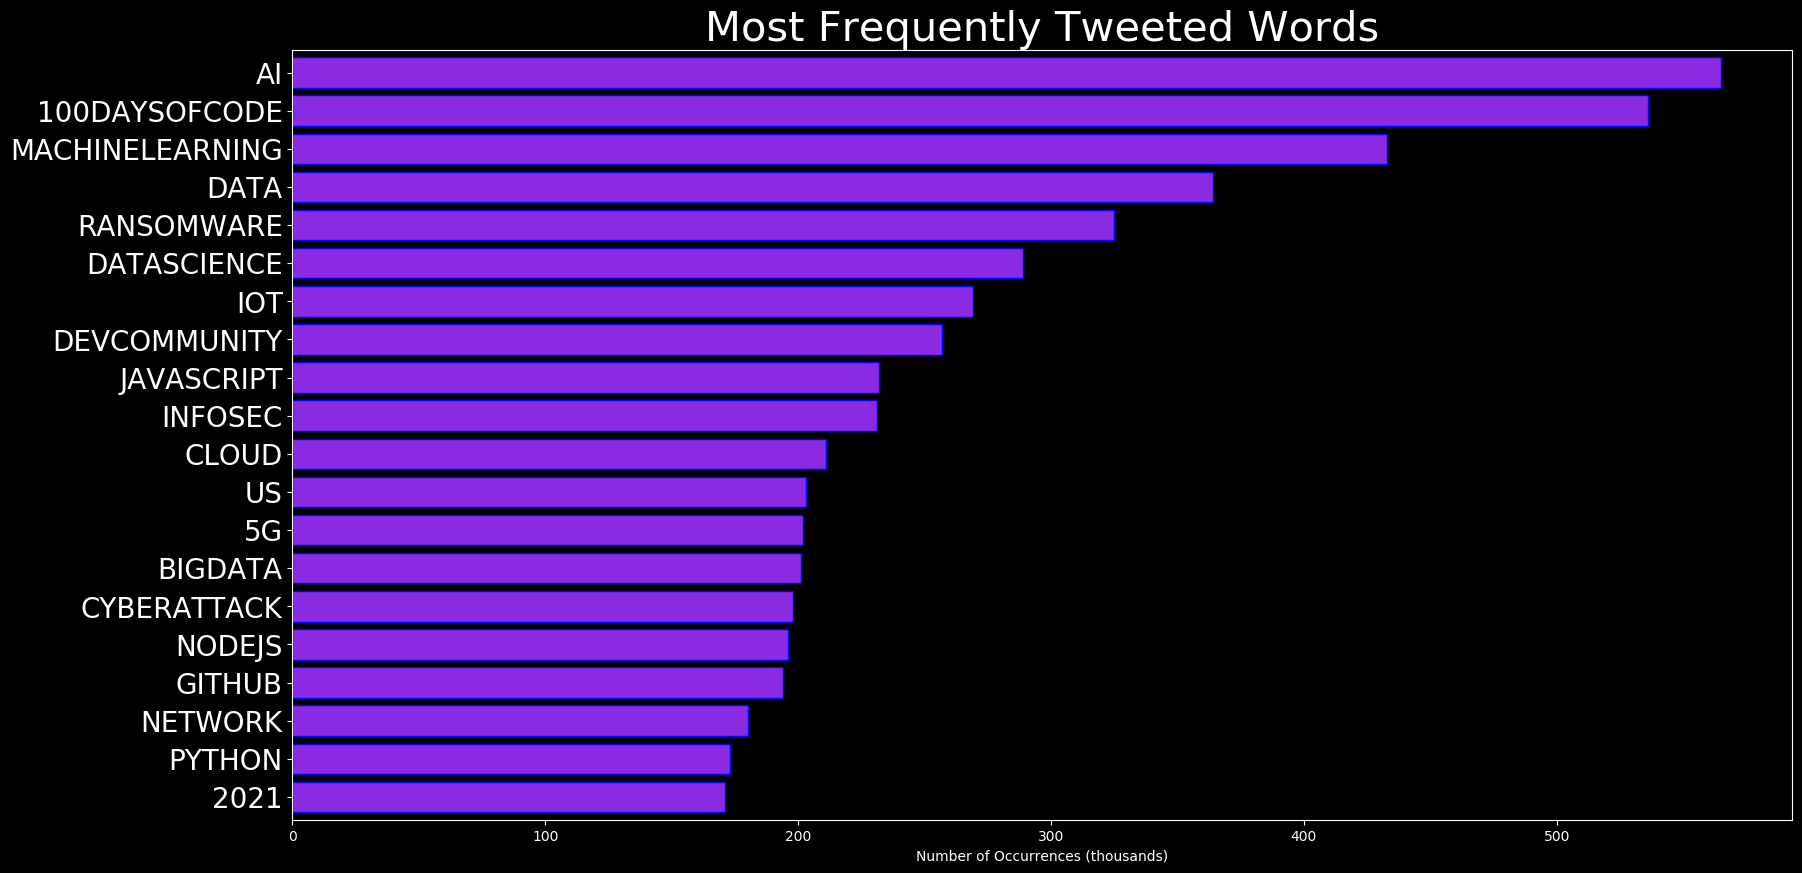 Most Frequently Tweeted Words
AI
100DAYSOFCODE
MACHINELEARNING
DATA
RANSOMWARE
DATASCIENCE
IOT
DEVCOMMUNITY
JAVASCRIPT
INFOSEC
CLOUD
US
5G
BIGDATA
CYBERATTACK
NODEJS
GITHUB
NETWORK
PYTHON
2021
0 100 200 300 400 500
Number of Occurrences (thousands)